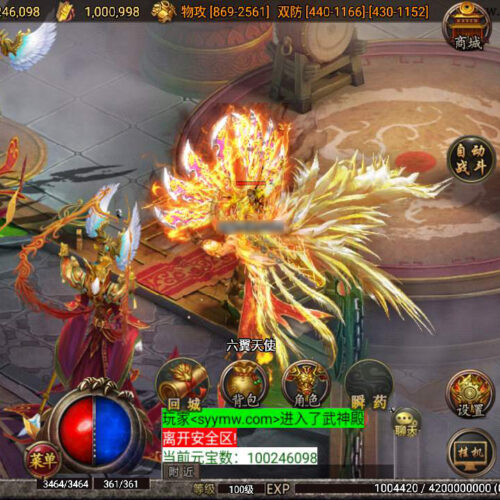 246,098 1,000,998 物攻 [869-2561] 双防 [440-1166]-[430-1152]
商城
自动
战斗
六翼天使
回城 背包 角色 药
玩家<syymw.com>进入了武神殿
离开安全区!
聊天
设置
当前元宝数：100246098
菜单
挂机
附近
3464/3464 361/361 等级 100级 EXP 1004420 / 4200000000